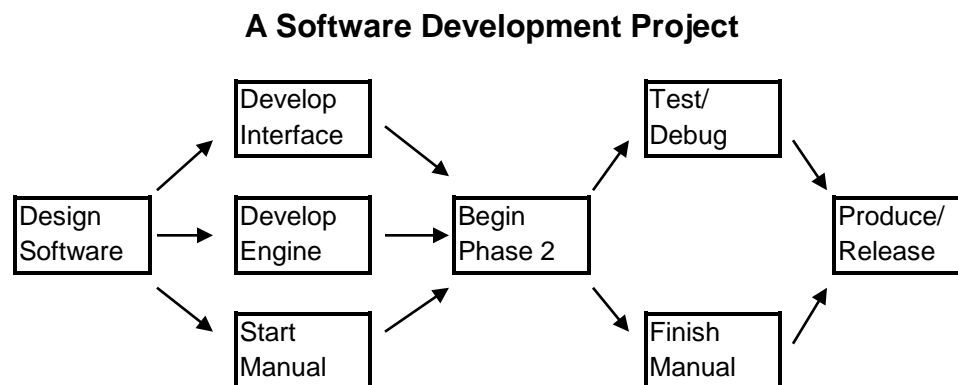 A Software Development Project
Develop
Interface
Test/
Debug
Design
Software
Develop
Engine
Begin
Phase 2
Produce/
Release
Start
Manual
Finish
Manual